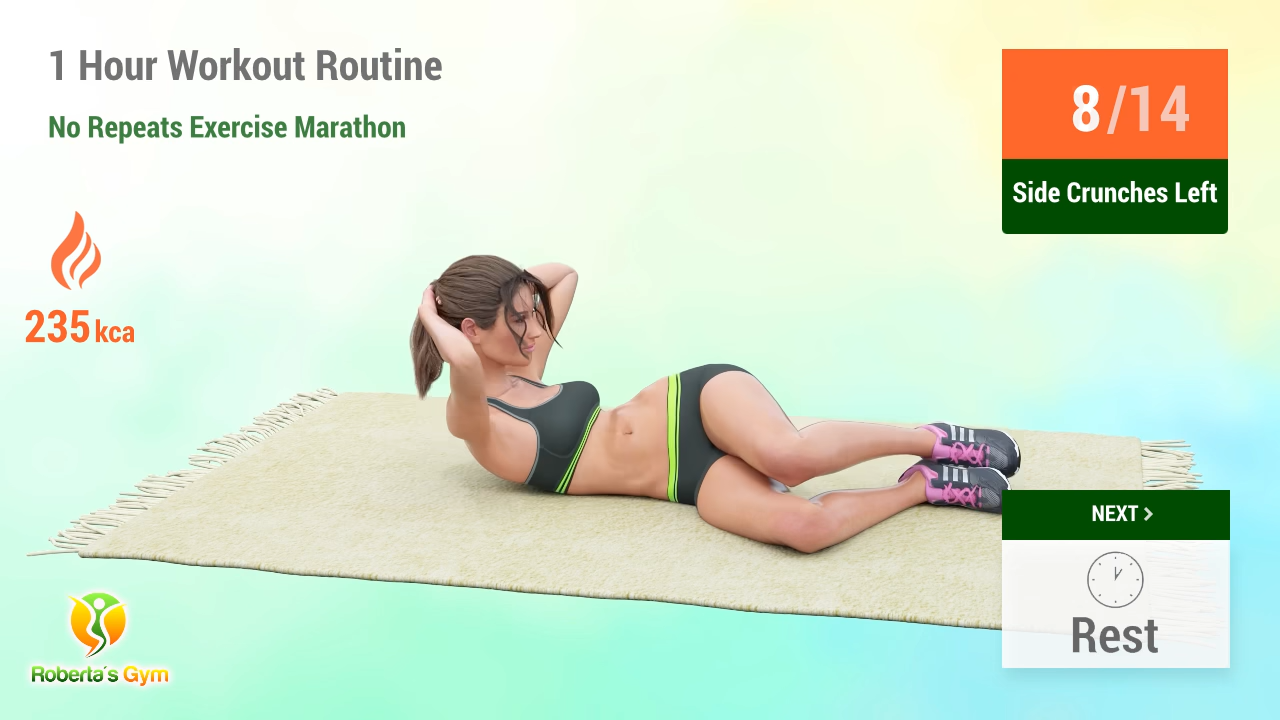 1 Hour Workout Routine
No Repeats Exercise Marathon
8/14
Side Crunches Left
235 kca
NEXT >
Rest
Roberta´s Gym